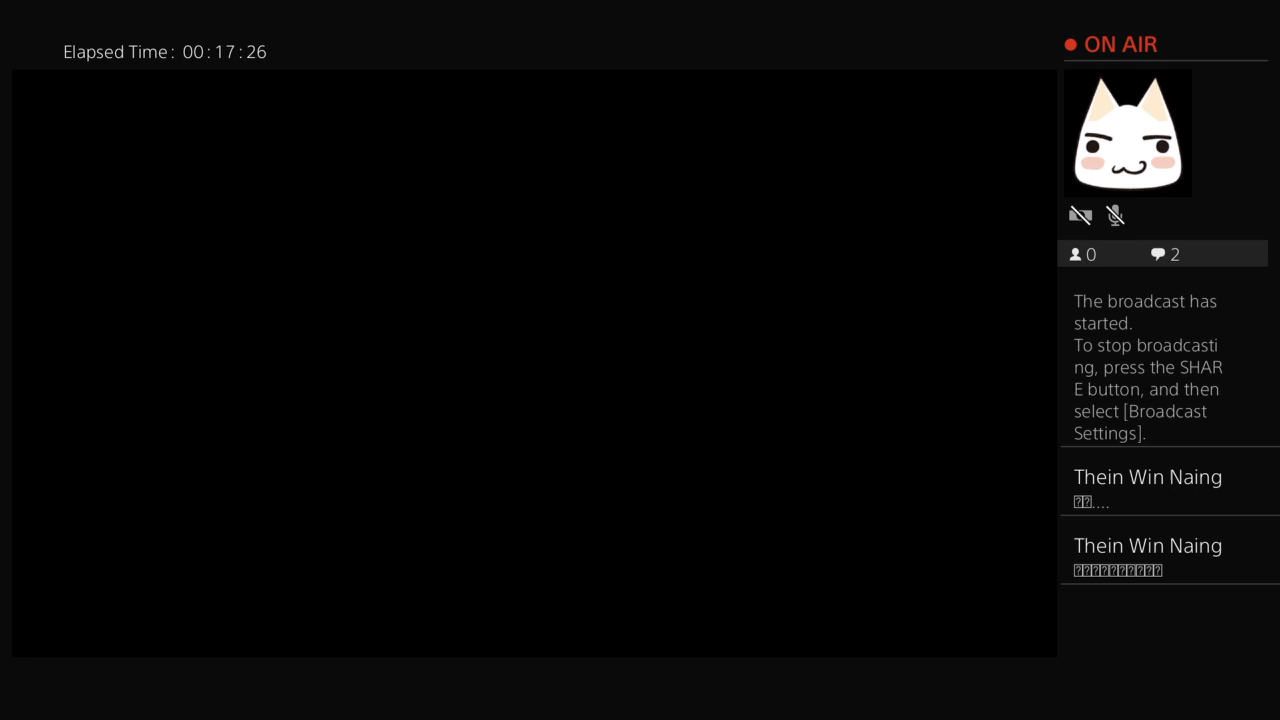 Elapsed Time: 00:17:26
ON AIR
0
2
The broadcast has
started.
To stop broadcasti
ng, press the SHAR
E button, and then
select [Broadcast
Settings].
Thein Win Naing
....
Thein Win Naing